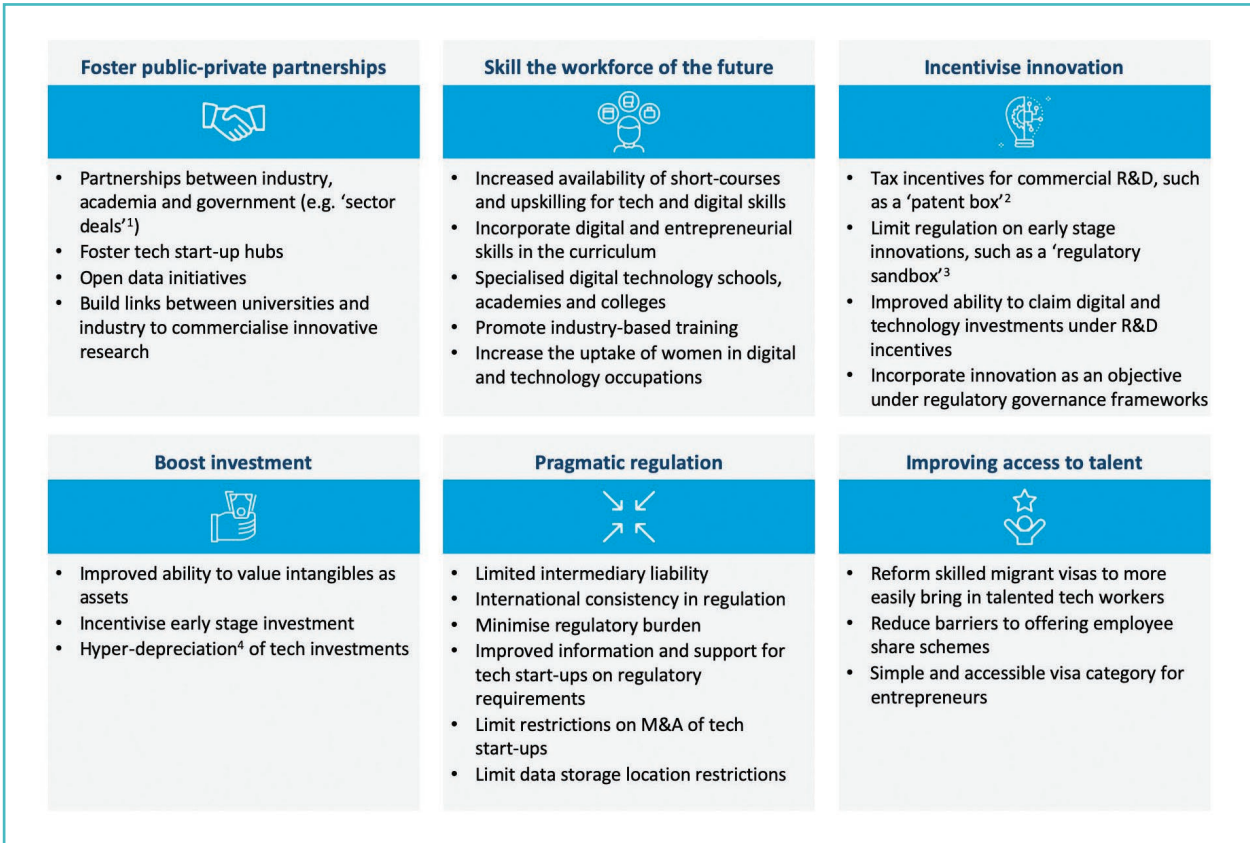 Foster public-private partnerships
• Partnerships between industry,
academia and government (e.g. ‘sector
deals’¹)
• Foster tech start-up hubs
• Open data initiatives
• Build links between universities and
industry to commercialise innovative
research
Skill the workforce of the future
• Increased availability of short-courses
and upskilling for tech and digital skills
• Incorporate digital and entrepreneurial
skills in the curriculum
• Specialised digital technology schools,
academies and colleges
• Promote industry-based training
• Increase the uptake of women in digital
and technology occupations
Incentivise innovation
• Tax incentives for commercial R&D, such
as a ‘patent box’²
• Limit regulation on early stage
innovations, such as a ‘regulatory
sandbox’³
• Improved ability to claim digital and
technology investments under R&D
incentives
• Incorporate innovation as an objective
under regulatory governance frameworks
Boost investment
• Improved ability to value intangibles as
assets
• Incentivise early stage investment
• Hyper-depreciation⁴ of tech investments
Pragmatic regulation
• Limited intermediary liability
• International consistency in regulation
• Minimise regulatory burden
• Improved information and support for
tech start-ups on regulatory
requirements
• Limit restrictions on M&A of tech
start-ups
• Limit data storage location restrictions
Improving access to talent
• Reform skilled migrant visas to more
easily bring in talented tech workers
• Reduce barriers to offering employee
share schemes
• Simple and accessible visa category for
entrepreneurs